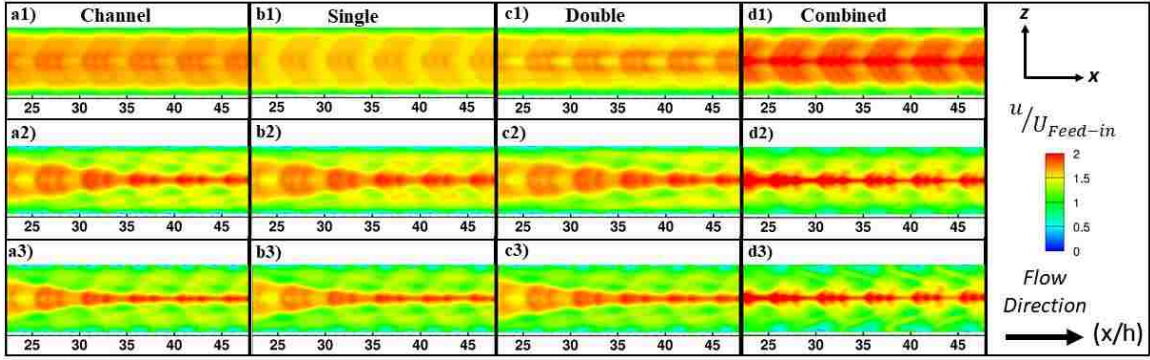 a1) Channel b1) Single c1) Double d1) Combined
25 30 35 40 45 25 30 35 40 45 25 30 35 40 45 25 30 35 40 45
a2) b2) c2) d2)
25 30 35 40 45 25 30 35 40 45 25 30 35 40 45 25 30 35 40 45
a3) b3) c3) d3)
25 30 35 40 45 25 30 35 40 45 25 30 35 40 45 25 30 35 40 45
z
x
u/U_{Feed-in}
2
1.5
1
0.5
0
Flow
Direction
(x/h)